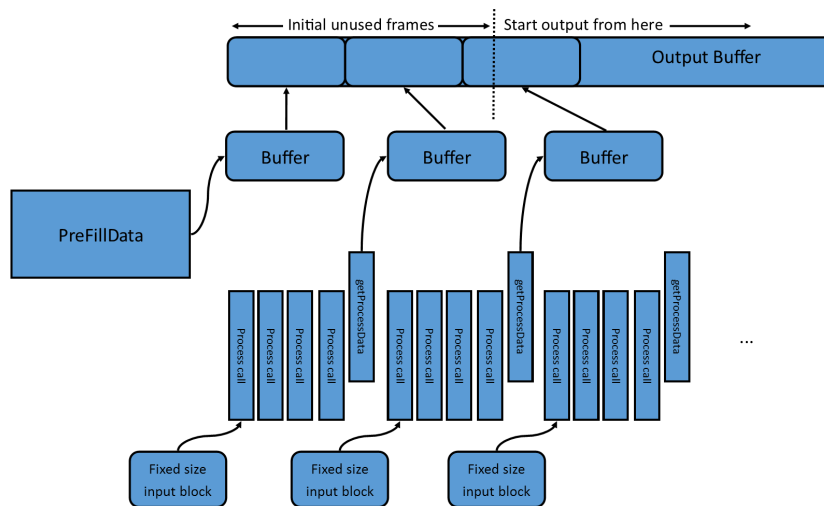 Initial unused frames
Start output from here
Output Buffer
Buffer
Buffer
Buffer
PreFillData
Process call
Process call
Process call
Process call
getProcessData
Process call
Process call
Process call
Process call
getProcessData
Process call
Process call
Process call
Process call
getProcessData
...
Fixed size
input block
Fixed size
input block
Fixed size
input block